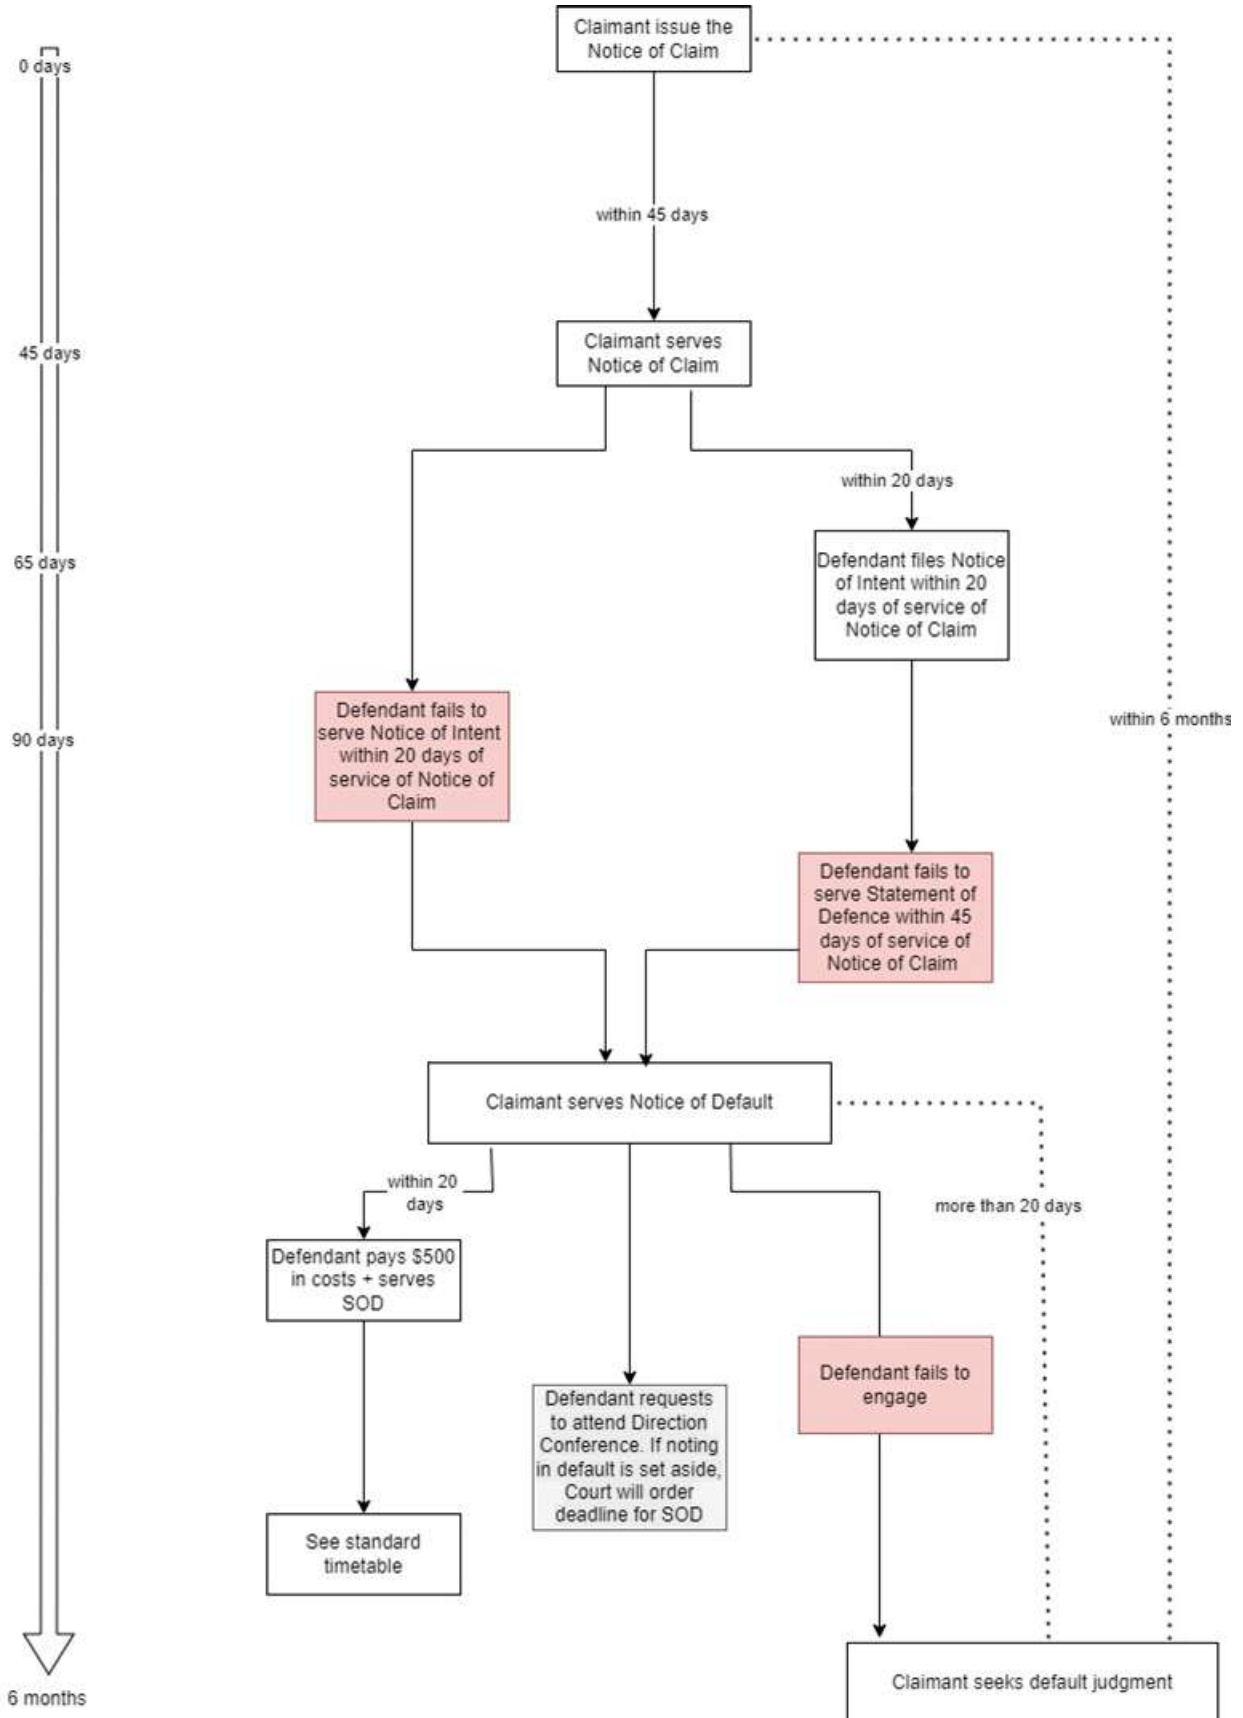 Claimant issue the
Notice of Claim
0 days
within 45 days
Claimant serves
Notice of Claim
45 days
within 20 days
Defendant files Notice
of Intent within 20
days of service of
Notice of Claim
65 days
Defendant fails to
serve Notice of Intent
within 20 days of
service of Notice of
Claim
90 days
within 6 months
Defendant fails to
serve Statement of
Defence within 45
days of service of
Notice of Claim
Claimant serves Notice of Default
within 20
days
more than 20 days
Defendant pays $500
in costs + serves
SOD
Defendant requests
to attend Direction
Conference. If noting
in default is set aside,
Court will order
deadline for SOD
Defendant fails to
engage
See standard
timetable
Claimant seeks default judgment
6 months